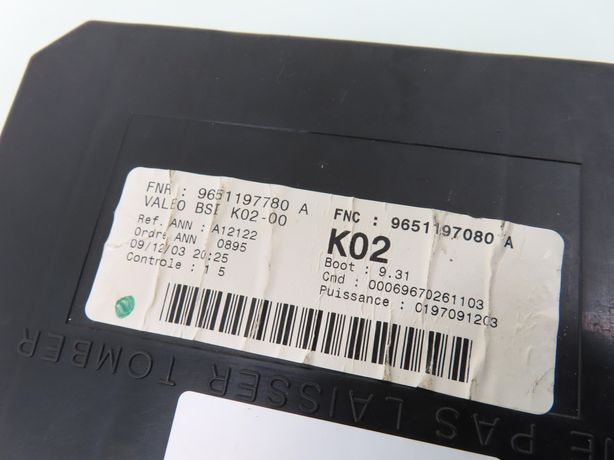 FNR : 9651197780 A
VALEO BSI K02-00
Ref. ANN : A12122
Ordre ANN 0895
09/12/03 20:25
Controle : 1 5
FNC : 9651197080 A
K02
Boot : 9.31
Cmd : 00069670261103
Puissance : 0197091203
NE PAS LAISSER TOMBER